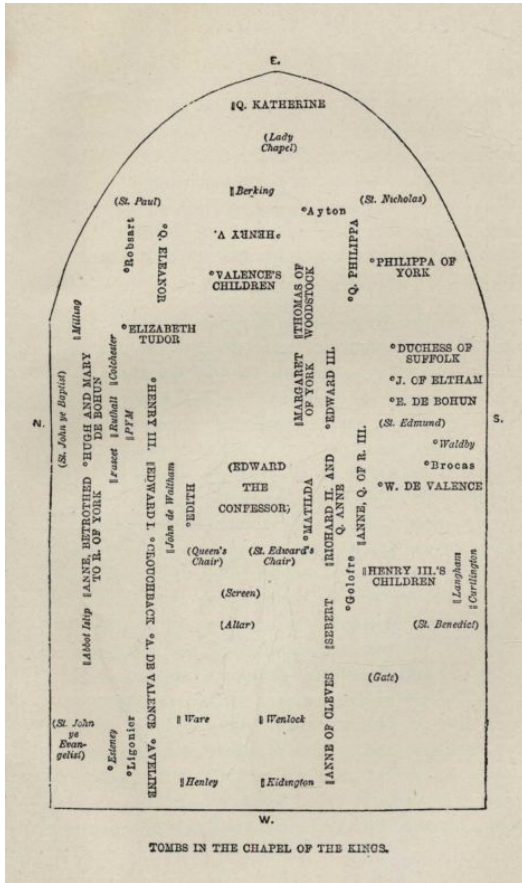 E.
Q. KATHERINE
(Lady
Chapel)
Berking
(St. Paul)
(St. Nicholas)
Ayton
Robsart
Q. ELEANOR
HENRY V.
Q. PHILIPPA
VALENCE'S
CHILDREN
THOMAS OF
WOODSTOCK
PHILIPPA OF
YORK
Milling
ELIZABETH
TUDOR
Colchester
DUCHESS OF
SUFFOLK
MARGARET
OF YORK
EDWARD III.
J. OF ELTHAM
E. DE BOHUN
(St. John ye Baptist)
HUGH AND MARY
DE BOHUN
Ruthall
PYM
HENRY III.
N.
S.
(St. Edmund)
Waldby
Fascet
Brocas
W. DE VALENCE
EDWARD I.
John de Waltham
EDITH
(EDWARD
THE
CONFESSOR)
MATILDA
RICHARD II. AND
Q. ANNE
ANNE, Q. OF R. III.
ANNE, BETROTHED
TO R. OF YORK
(Queen's
Chair)
(St. Edward's
Chair)
CROUCHBACK
Golofre
HENRY III.'S
CHILDREN
Langham
Curtlington
(Screen)
(Altar)
SEBERT
(St. Benedict)
Abbot Islip
A. DE VALENCE
(Gate)
(St. John
ye
Evan-
gelist)
Esteney
Ligonier
AVELINE
Ware
Wenlock
ANNE OF CLEVES
Henley
Kidington
W.
TOMBS IN THE CHAPEL OF THE KINGS.